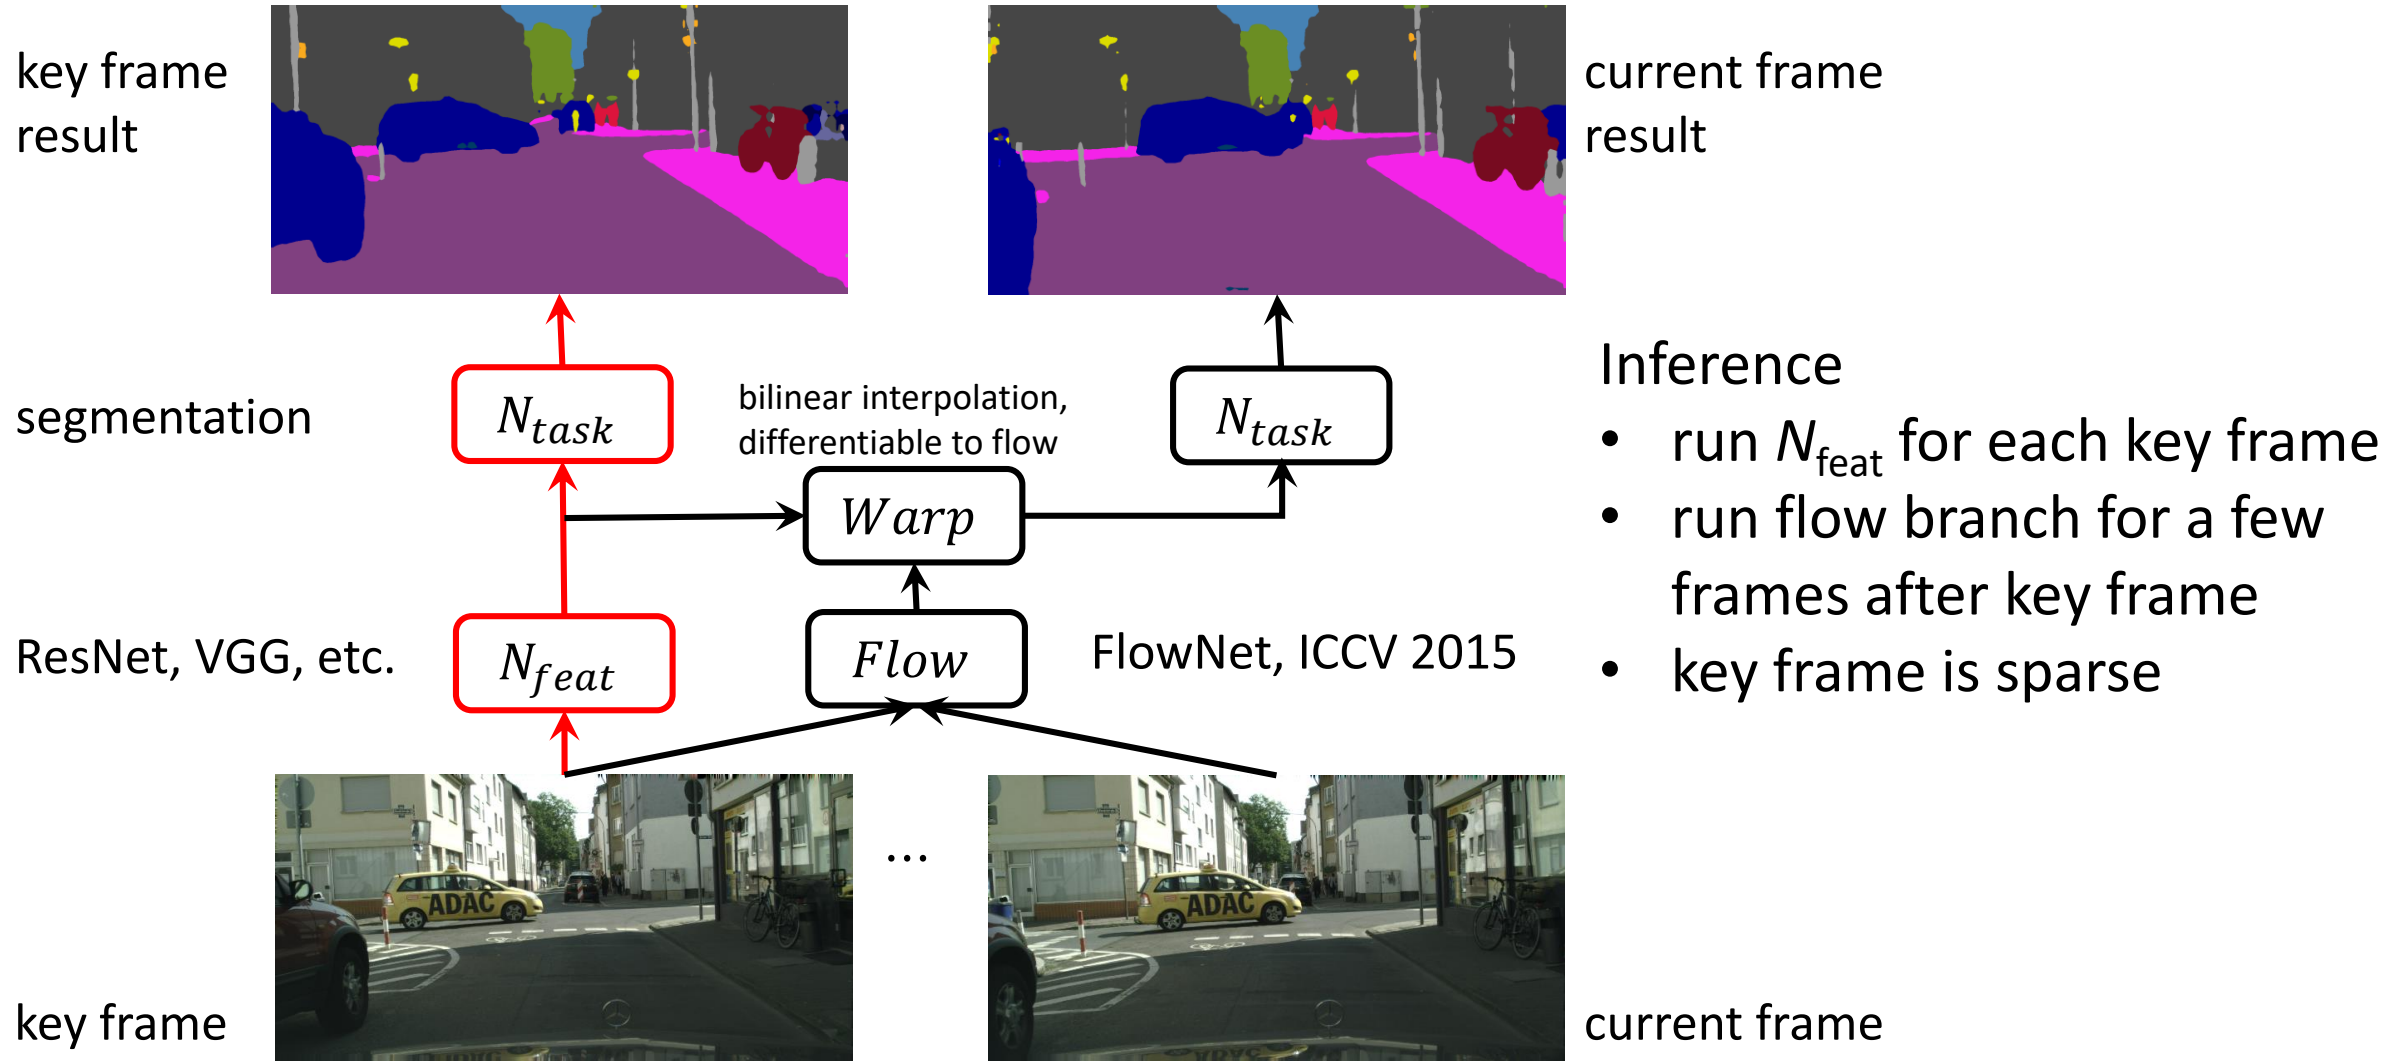 key frame
result
current frame
result
segmentation
N_task
bilinear interpolation,
differentiable to flow
N_task
Warp
ResNet, VGG, etc.
N_feat
Flow
FlowNet, ICCV 2015
Inference
• run N_feat for each key frame
• run flow branch for a few
frames after key frame
• key frame is sparse
ADAC
...
ADAC
key frame
current frame